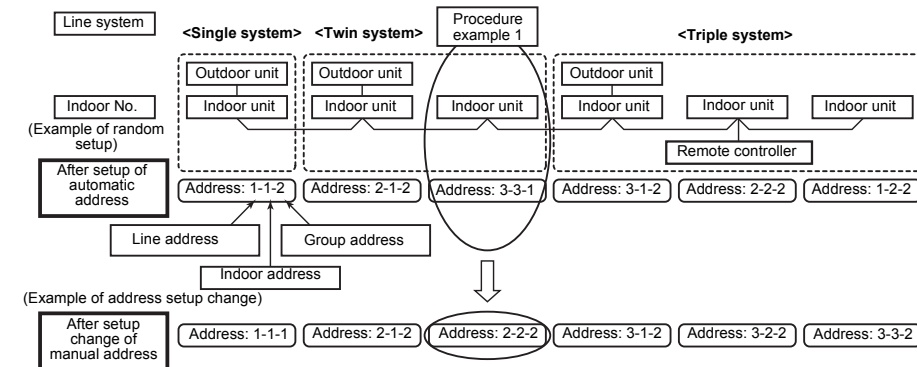 Line system
<Single system>
<Twin system>
Procedure
example 1
<Triple system>
Outdoor unit
Outdoor unit
Outdoor unit
Indoor No.
Indoor unit
Indoor unit
Indoor unit
Indoor unit
Indoor unit
Indoor unit
(Example of random
setup)
Remote controller
After setup of
automatic
address
Address: 1-1-2
Address: 2-1-2
Address: 3-3-1
Address: 3-1-2
Address: 2-2-2
Address: 1-2-2
Line address
Group address
Indoor address
(Example of address setup change)
After setup
change of
manual address
Address: 1-1-1
Address: 2-1-2
Address: 2-2-2
Address: 3-1-2
Address: 3-2-2
Address: 3-3-2